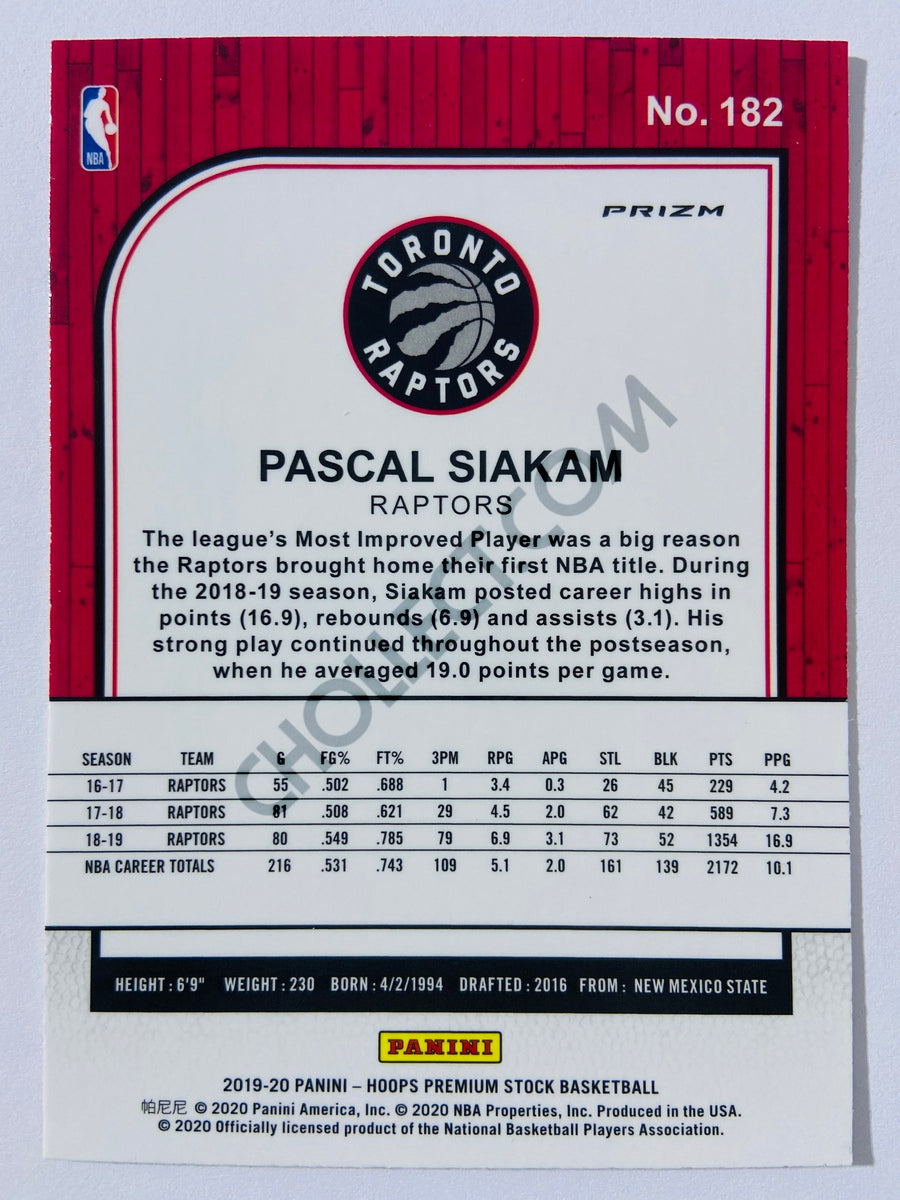 No. 182
NBA
PRIZM
TORONTO
RAPTORS
PASCAL SIAKAM
RAPTORS
The league's Most Improved Player was a big reason
the Raptors brought home their first NBA title. During
the 2018-19 season, Siakam posted career highs in
points (16.9), rebounds (6.9) and assists (3.1). His
strong play continued throughout the postseason,
when he averaged 19.0 points per game.
CHOLLECT.COM
SEASON TEAM G FG% FT% 3PM RPG APG STL BLK PTS PPG
16-17 RAPTORS 55 .502 .688 1 3.4 0.3 26 45 229 4.2
17-18 RAPTORS 81 .508 .621 29 4.5 2.0 62 42 589 7.3
18-19 RAPTORS 80 .549 .785 79 6.9 3.1 73 52 1354 16.9
NBA CAREER TOTALS 216 .531 .743 109 5.1 2.0 161 139 2172 10.1
HEIGHT : 6'9" WEIGHT : 230 BORN : 4/2/1994 DRAFTED : 2016 FROM : NEW MEXICO STATE
PANINI
2019-20 PANINI – HOOPS PREMIUM STOCK BASKETBALL
帕尼尼 © 2020 Panini America, Inc. © 2020 NBA Properties, Inc. Produced in the USA.
© 2020 Officially licensed product of the National Basketball Players Association.